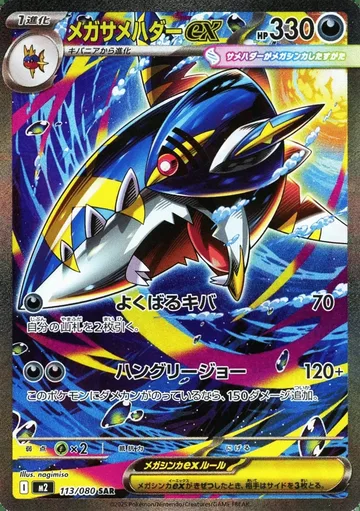 1進化
メガサメハダーex
HP 330
キバニアから進化
サメハダーがメガシンカしたすがた
よくばるキバ 70
自分の山札を2枚引く。
ハングリージョー 120+
このポケモンにダメカンがのっているなら、150ダメージ追加。
弱点 ×2 抵抗力 にげる
メガシンカexルール
メガシンカexがきぜつしたとき、相手はサイドを3枚とる。
Illus. nagimiso
I m2 113/080 SAR
©2025 Pokémon/Nintendo/Creatures/GAME FREAK.